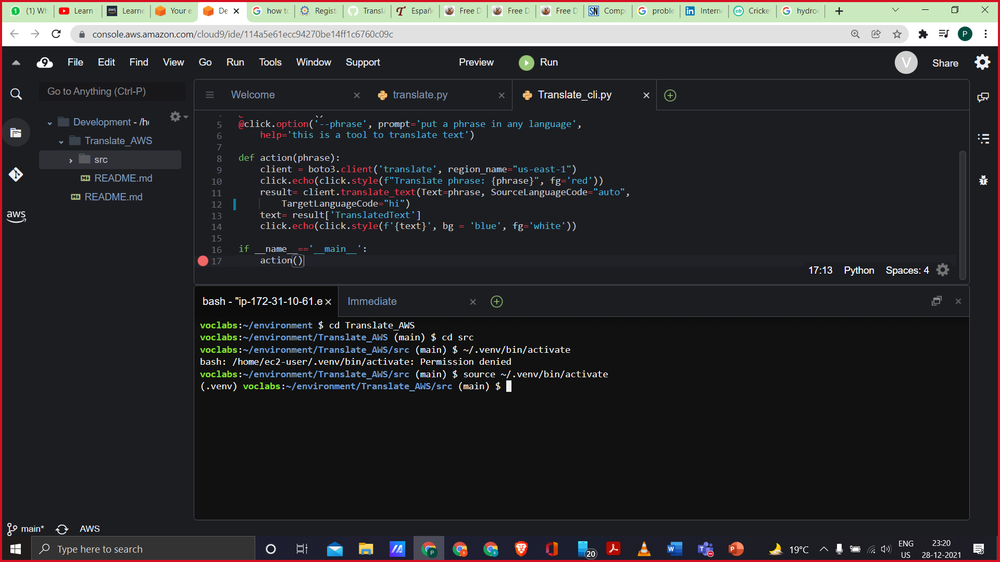 (1) Wh
Learn
Learne
Your e
De
how to
Regist
Transla
Españ
Free D
Free D
Free D
Comp
proble
Intern
Cricke
hydroe
console.aws.amazon.com/cloud9/ide/114a5e61ecc94270be14ff1c6760c09c
P
File Edit Find View Go Run Tools Window Support Preview Run
V Share
Go to Anything (Ctrl-P)
Welcome
translate.py
Translate_cli.py
Development - /h
Translate_AWS
src
README.md
README.md
aws
5 @click.option('--phrase', prompt='put a phrase in any language',
6 help='this is a tool to translate text')
7
8 def action(phrase):
9 client = boto3.client('translate', region_name="us-east-1")
10 click.echo(click.style(f"Translate phrase: {phrase}", fg='red'))
11 result= client.translate_text(Text=phrase, SourceLanguageCode="auto",
12 TargetLanguageCode="hi")
13 text= result['TranslatedText']
14 click.echo(click.style(f'{text}', bg = 'blue', fg='white'))
15
16 if __name__=='__main__':
17 action()
17:13 Python Spaces: 4
bash - "ip-172-31-10-61.e
Immediate
voclabs:~/environment $ cd Translate_AWS
voclabs:~/environment/Translate_AWS (main) $ cd src
voclabs:~/environment/Translate_AWS/src (main) $ ~/.venv/bin/activate
bash: /home/ec2-user/.venv/bin/activate: Permission denied
voclabs:~/environment/Translate_AWS/src (main) $ source ~/.venv/bin/activate
(.venv) voclabs:~/environment/Translate_AWS/src (main) $
main* AWS
Type here to search
20
19°C
ENG
US
23:20
28-12-2021